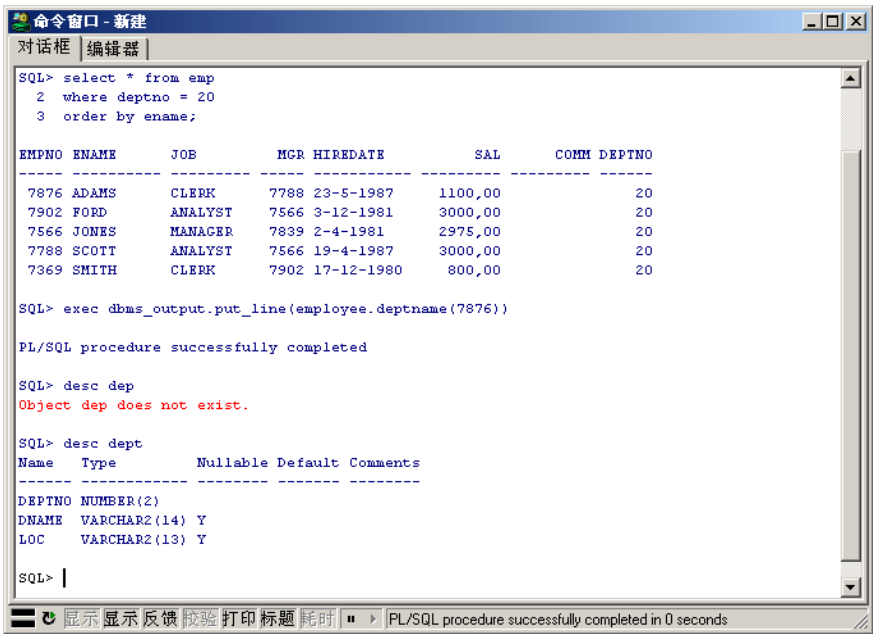 命令窗口 - 新建
对话框 编辑器
SQL> select * from emp
  2  where deptno = 20
  3  order by ename;
EMPNO ENAME      JOB         MGR HIREDATE          SAL      COMM DEPTNO
----- ---------- --------- ----- ----------- --------- --------- ------
 7876 ADAMS      CLERK      7788 23-5-1987     1100,00               20
 7902 FORD       ANALYST    7566 3-12-1981     3000,00               20
 7566 JONES      MANAGER    7839 2-4-1981      2975,00               20
 7788 SCOTT      ANALYST    7566 19-4-1987     3000,00               20
 7369 SMITH      CLERK      7902 17-12-1980     800,00               20
SQL> exec dbms_output.put_line(employee.deptname(7876))
PL/SQL procedure successfully completed
SQL> desc dep
Object dep does not exist.
SQL> desc dept
Name   Type         Nullable Default Comments
------ ------------ -------- ------- --------
DEPTNO NUMBER(2)
DNAME  VARCHAR2(14) Y
LOC    VARCHAR2(13) Y
SQL>
显示 显示 反馈 校验 打印 标题 耗时 PL/SQL procedure successfully completed in 0 seconds